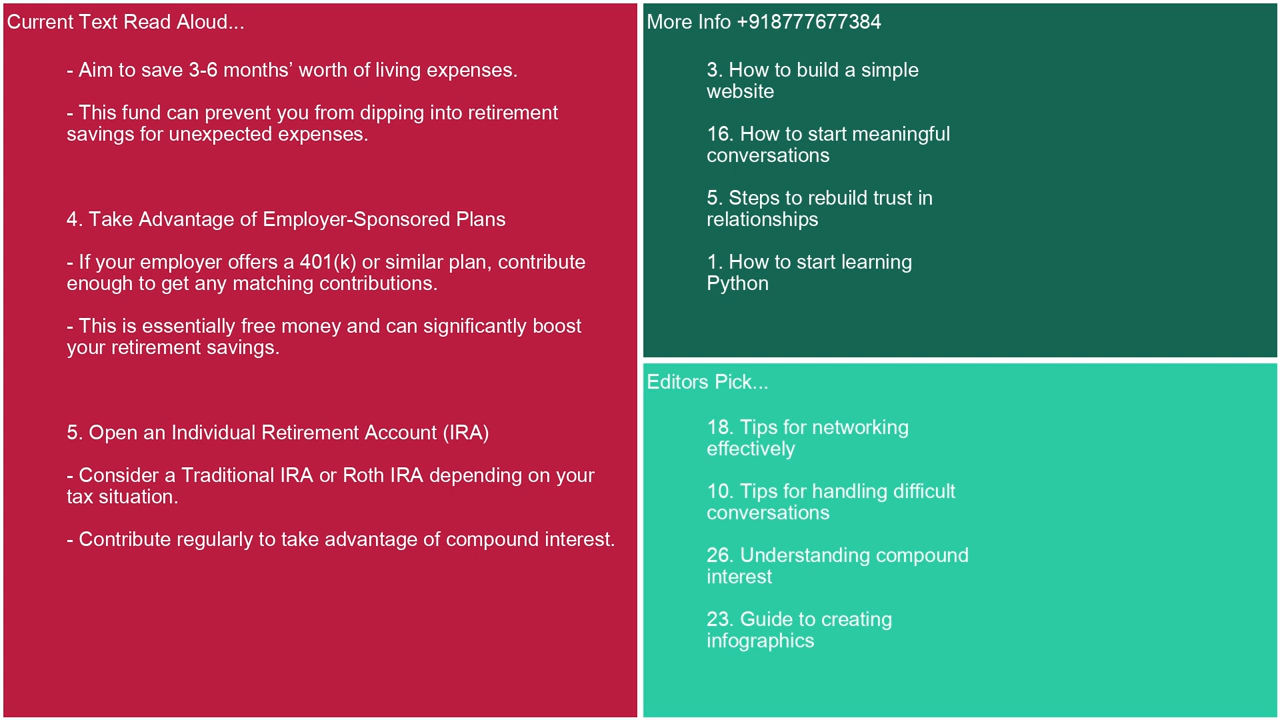 Current Text Read Aloud...
- Aim to save 3-6 months’ worth of living expenses.
- This fund can prevent you from dipping into retirement
savings for unexpected expenses.
4. Take Advantage of Employer-Sponsored Plans
- If your employer offers a 401(k) or similar plan, contribute
enough to get any matching contributions.
- This is essentially free money and can significantly boost
your retirement savings.
5. Open an Individual Retirement Account (IRA)
- Consider a Traditional IRA or Roth IRA depending on your
tax situation.
- Contribute regularly to take advantage of compound interest.
More Info +918777677384
3. How to build a simple
website
16. How to start meaningful
conversations
5. Steps to rebuild trust in
relationships
1. How to start learning
Python
Editors Pick...
18. Tips for networking
effectively
10. Tips for handling difficult
conversations
26. Understanding compound
interest
23. Guide to creating
infographics